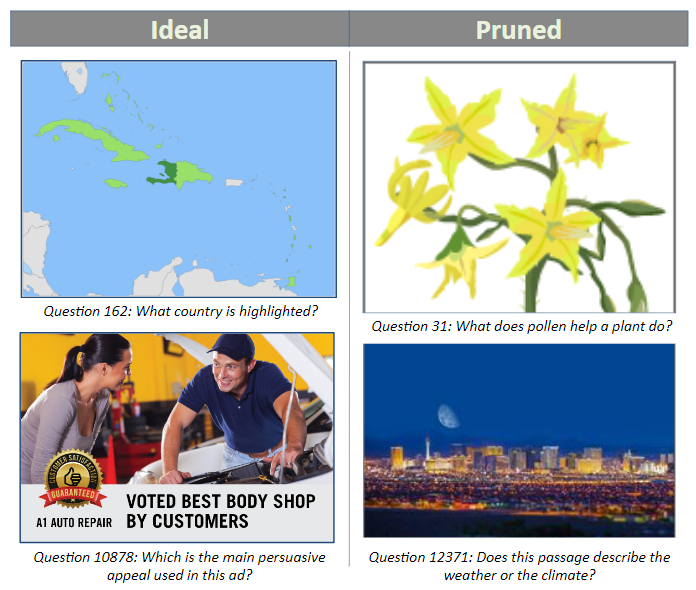 Ideal
Pruned
Question 162: What country is highlighted?
Question 31: What does pollen help a plant do?
CUSTOMER SATISFACTION
GUARANTEED
A1 AUTO REPAIR
VOTED BEST BODY SHOP
BY CUSTOMERS
Question 10878: Which is the main persuasive
appeal used in this ad?
Question 12371: Does this passage describe the
weather or the climate?